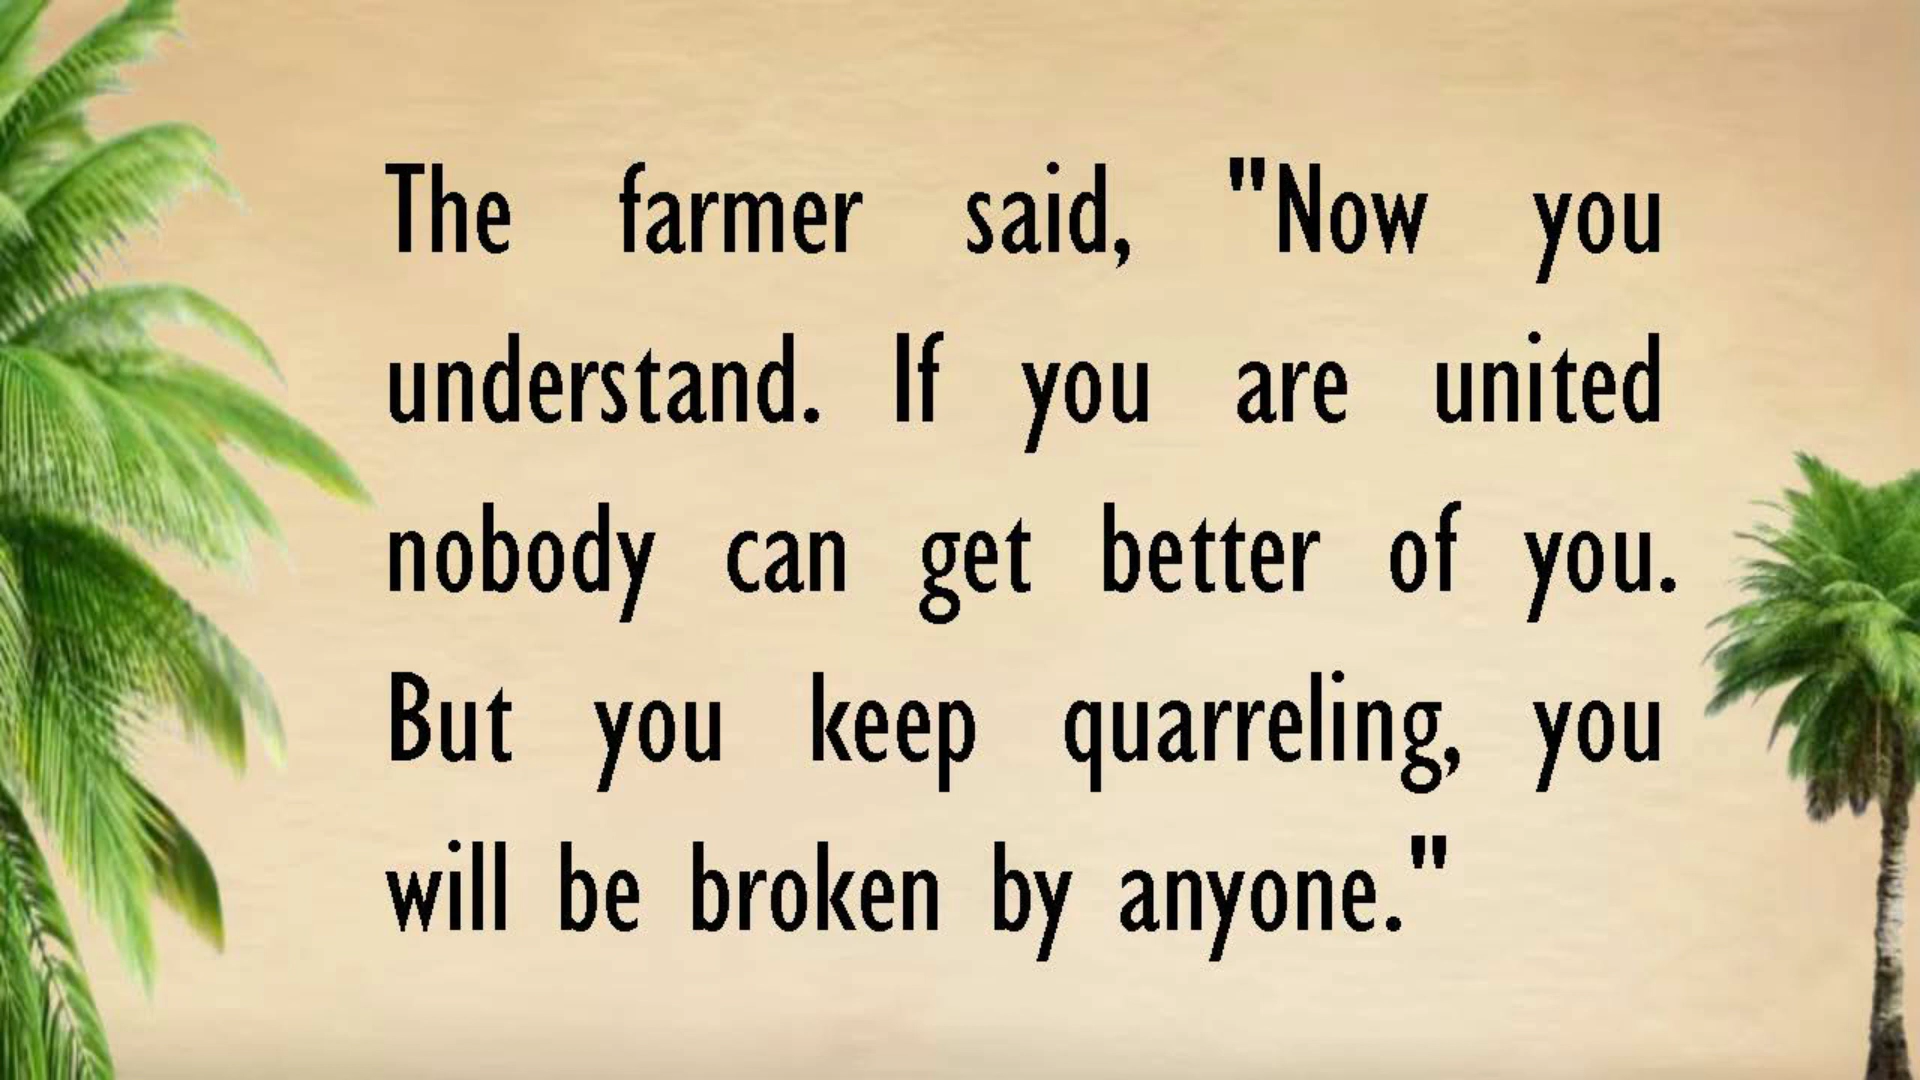 The farmer said, "Now you
understand. If you are united
nobody can get better of you.
But you keep quarreling, you
will be broken by anyone."